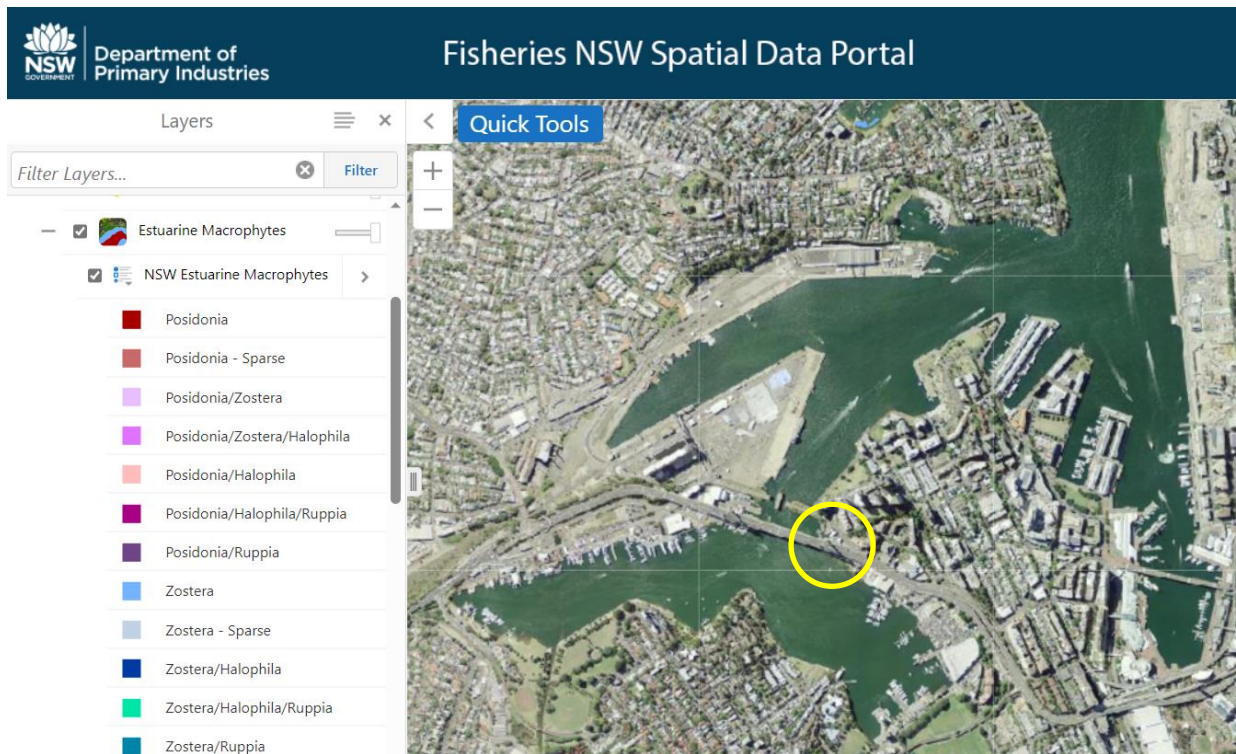 NSW
GOVERNMENT
Department of
Primary Industries
Fisheries NSW Spatial Data Portal
Layers
Quick Tools
Filter Layers...
Filter
Estuarine Macrophytes
NSW Estuarine Macrophytes
Posidonia
Posidonia - Sparse
Posidonia/Zostera
Posidonia/Zostera/Halophila
Posidonia/Halophila
Posidonia/Halophila/Ruppia
Posidonia/Ruppia
Zostera
Zostera - Sparse
Zostera/Halophila
Zostera/Halophila/Ruppia
Zostera/Ruppia